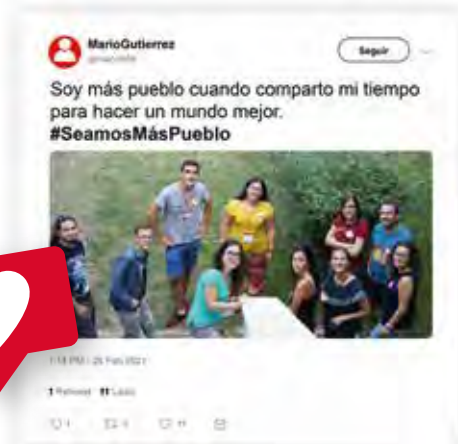 MarioGutierrez
Seguir
Soy más pueblo cuando comparto mi tiempo
para hacer un mundo mejor.
#SeamosMásPueblo